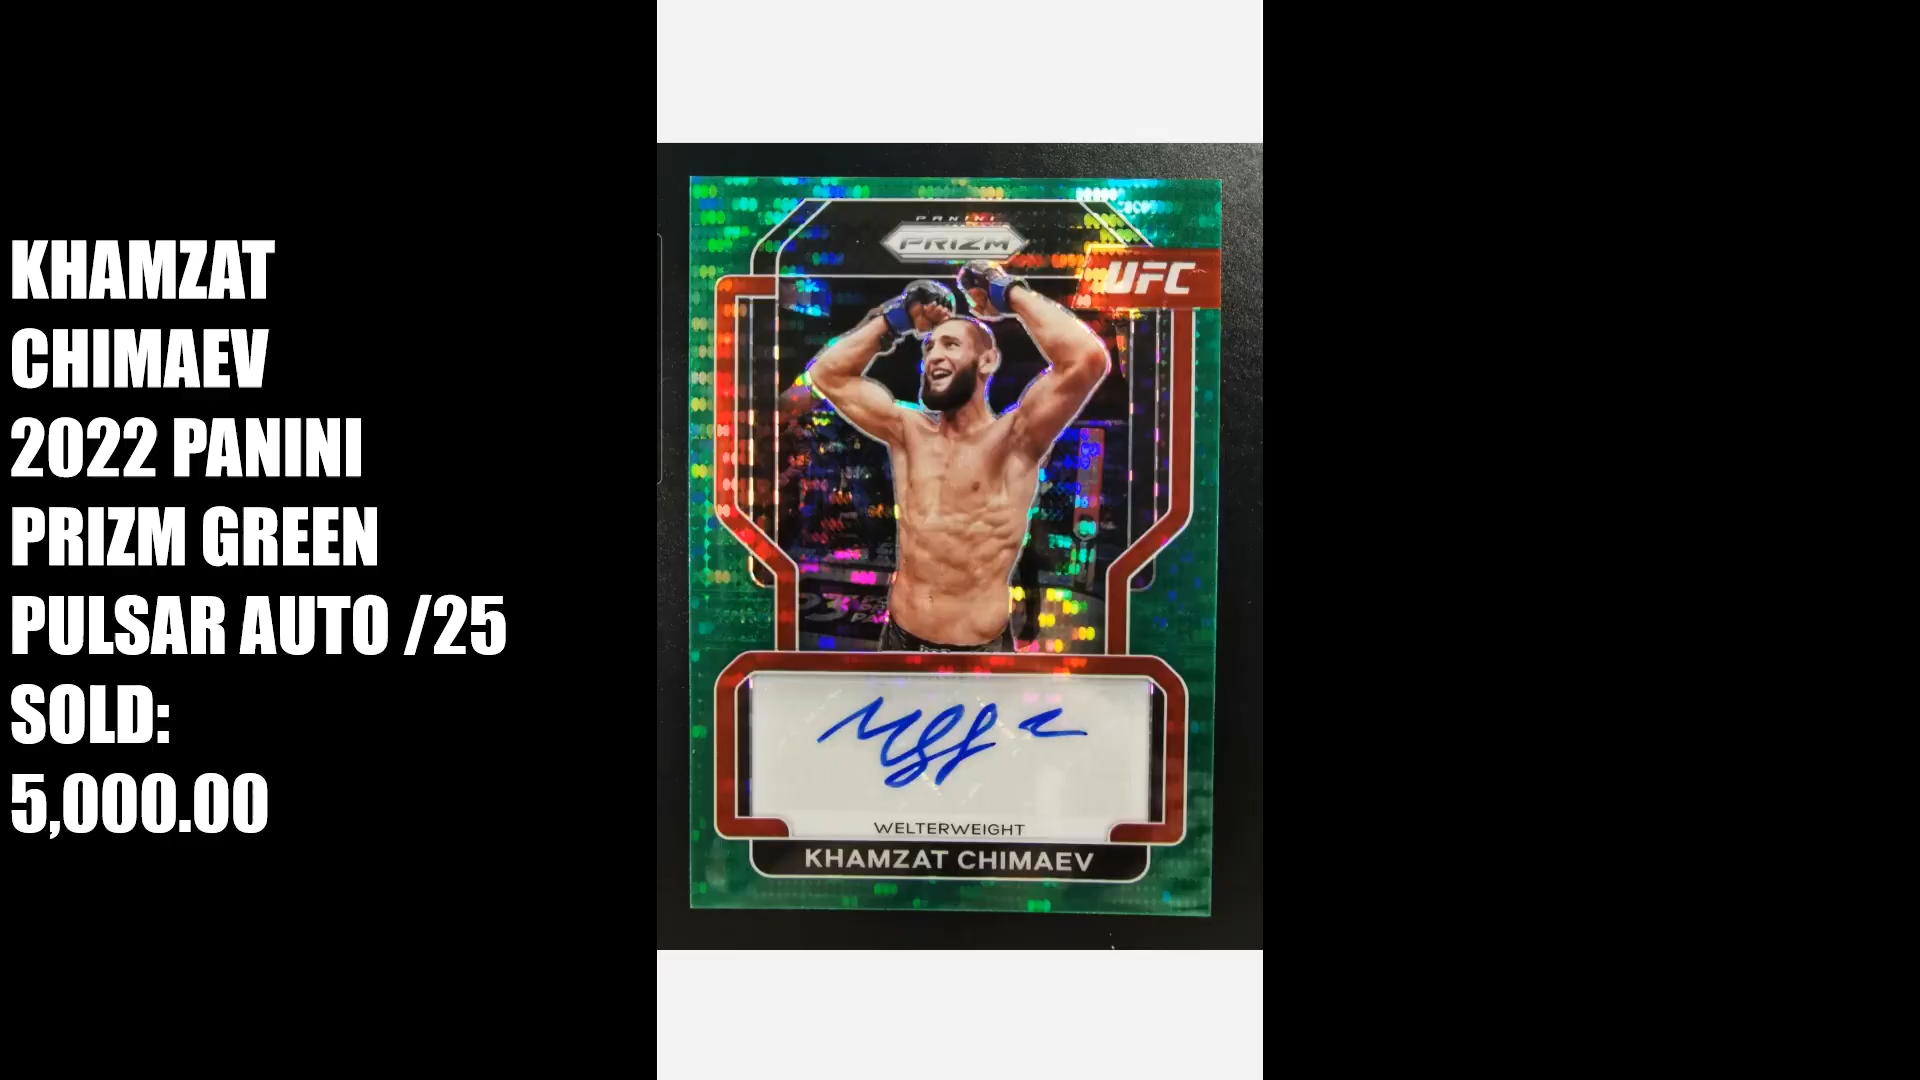 KHAMZAT
CHIMAEV
2022 PANINI
PRIZM GREEN
PULSAR AUTO /25
SOLD:
5,000.00
PANINI
PRIZM
UFC
WELTERWEIGHT
KHAMZAT CHIMAEV